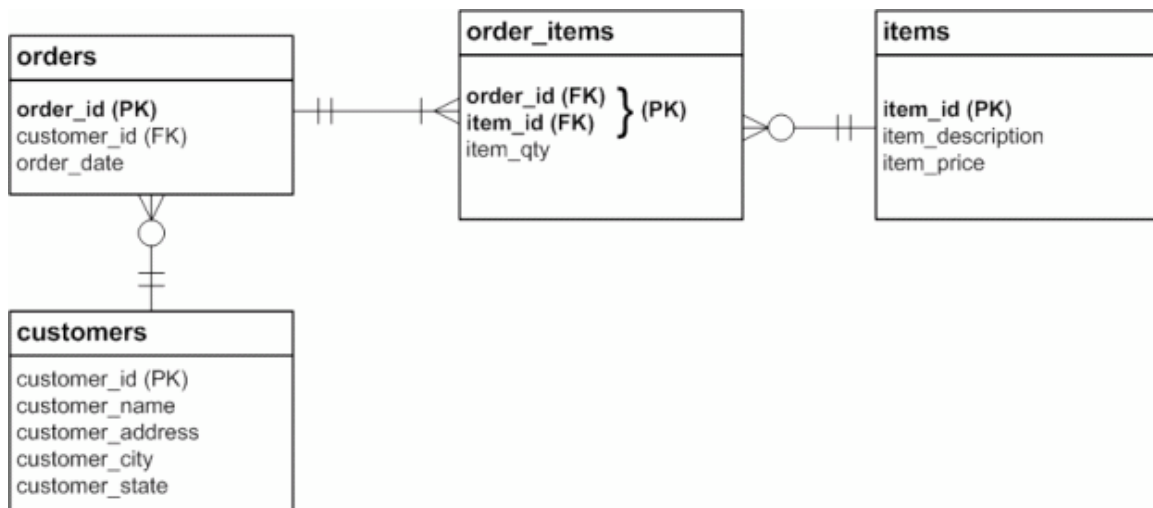 orders
order_id (PK)
customer_id (FK)
order_date
order_items
order_id (FK)
item_id (FK)
} (PK)
item_qty
items
item_id (PK)
item_description
item_price
customers
customer_id (PK)
customer_name
customer_address
customer_city
customer_state